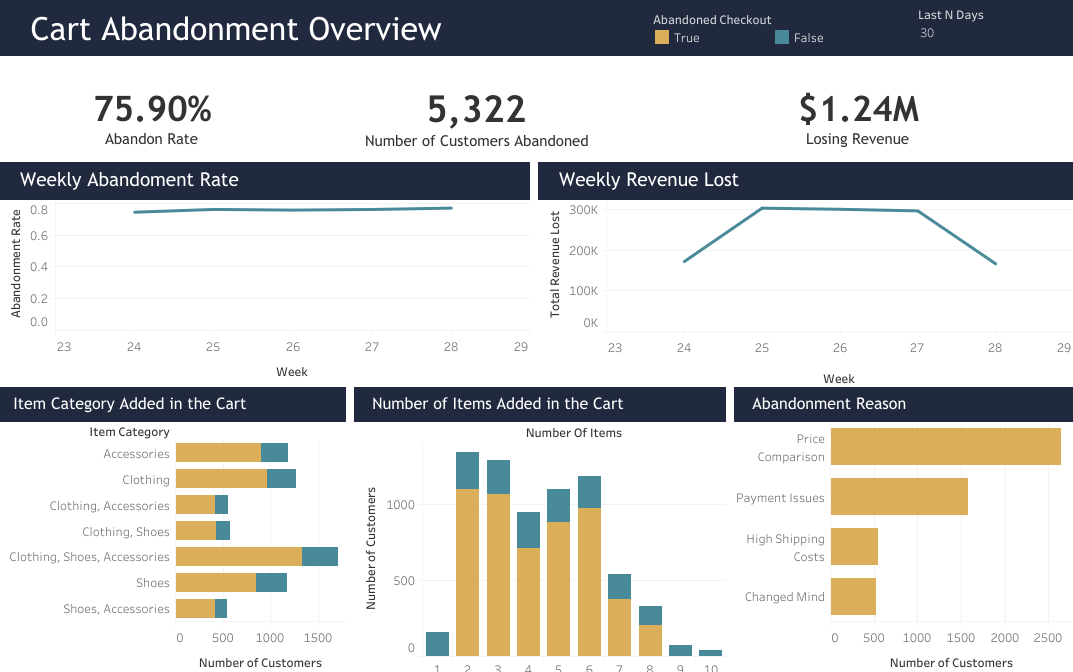 Cart Abandonment Overview
Abandoned Checkout
True
False
Last N Days
30
75.90%
Abandon Rate
5,322
Number of Customers Abandoned
$1.24M
Losing Revenue
Weekly Abandoment Rate
Abandonment Rate
0.8
0.6
0.4
0.2
0.0
23 24 25 26 27 28 29
Week
Weekly Revenue Lost
Total Revenue Lost
300K
200K
100K
0K
23 24 25 26 27 28 29
Week
Item Category Added in the Cart
Item Category
Accessories
Clothing
Clothing, Accessories
Clothing, Shoes
Clothing, Shoes, Accessories
Shoes
Shoes, Accessories
0 500 1000 1500
Number of Customers
Number of Items Added in the Cart
Number Of Items
Number of Customers
1000
500
0
1 2 3 4 5 6 7 8 9 10
Abandonment Reason
Price
Comparison
Payment Issues
High Shipping
Costs
Changed Mind
0 500 1000 1500 2000 2500
Number of Customers